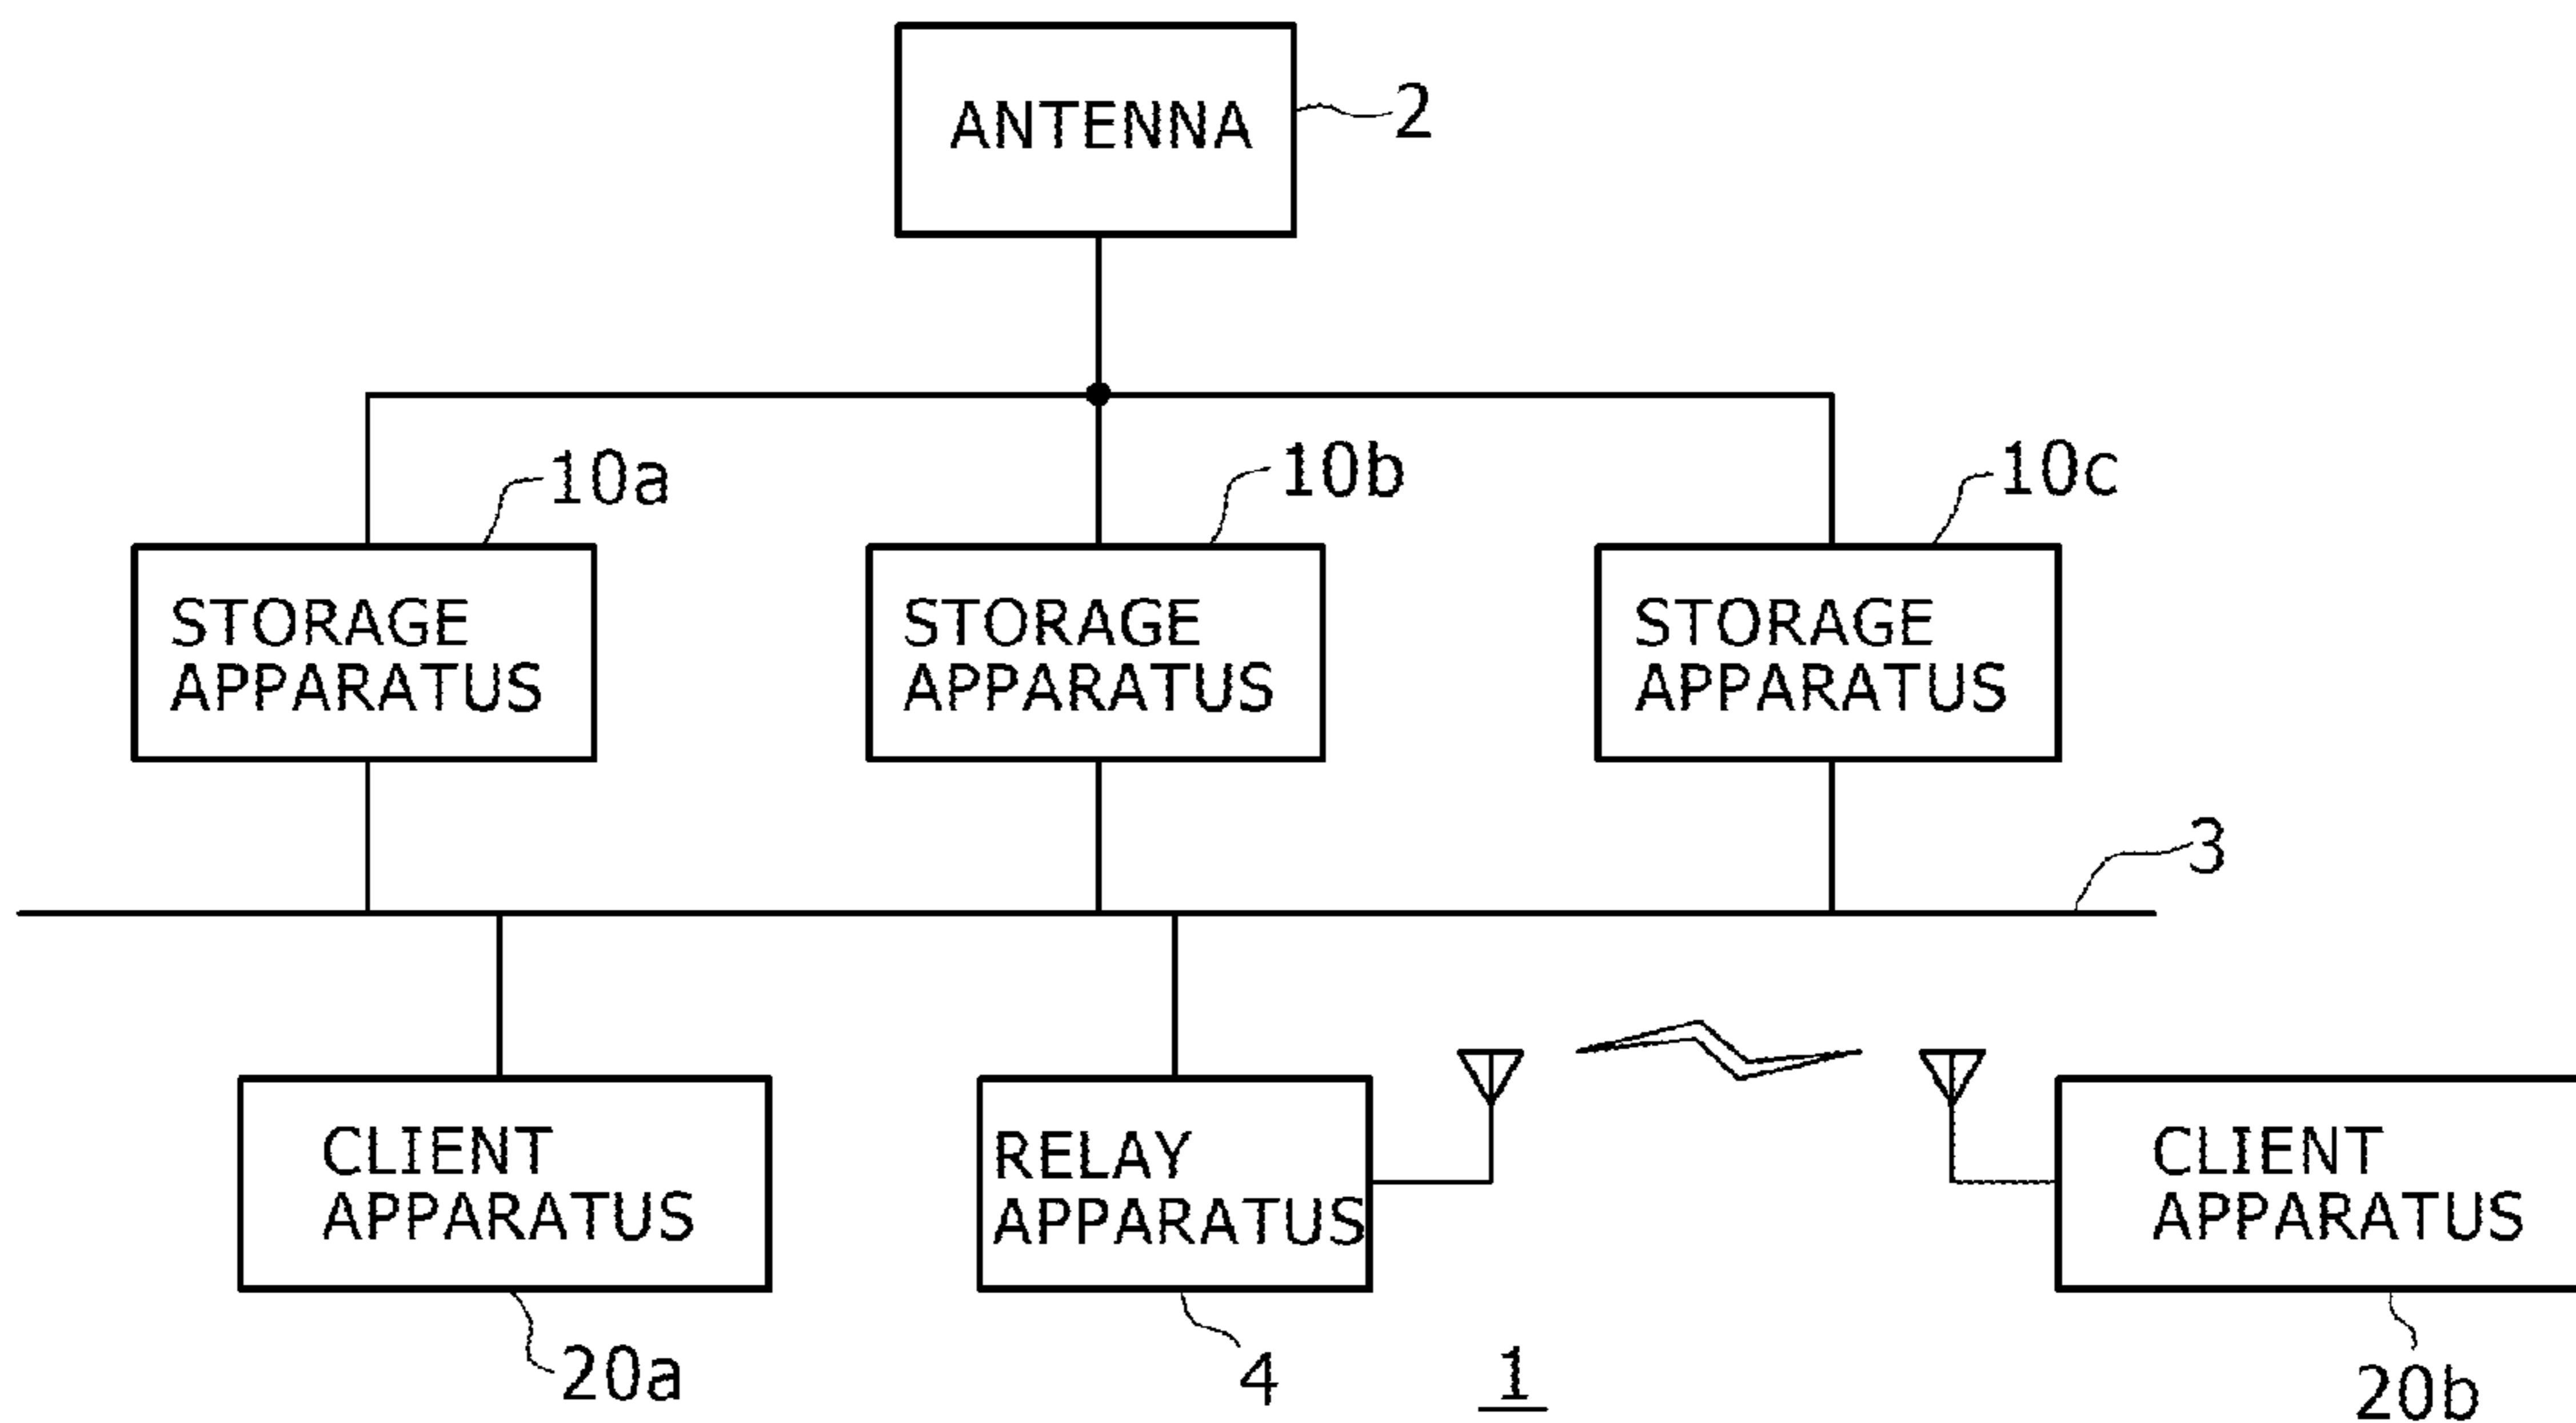 ANTENNA
2
10a
10b
10c
STORAGE
APPARATUS
STORAGE
APPARATUS
STORAGE
APPARATUS
3
CLIENT
APPARATUS
RELAY
APPARATUS
CLIENT
APPARATUS
20a
4
1
20b